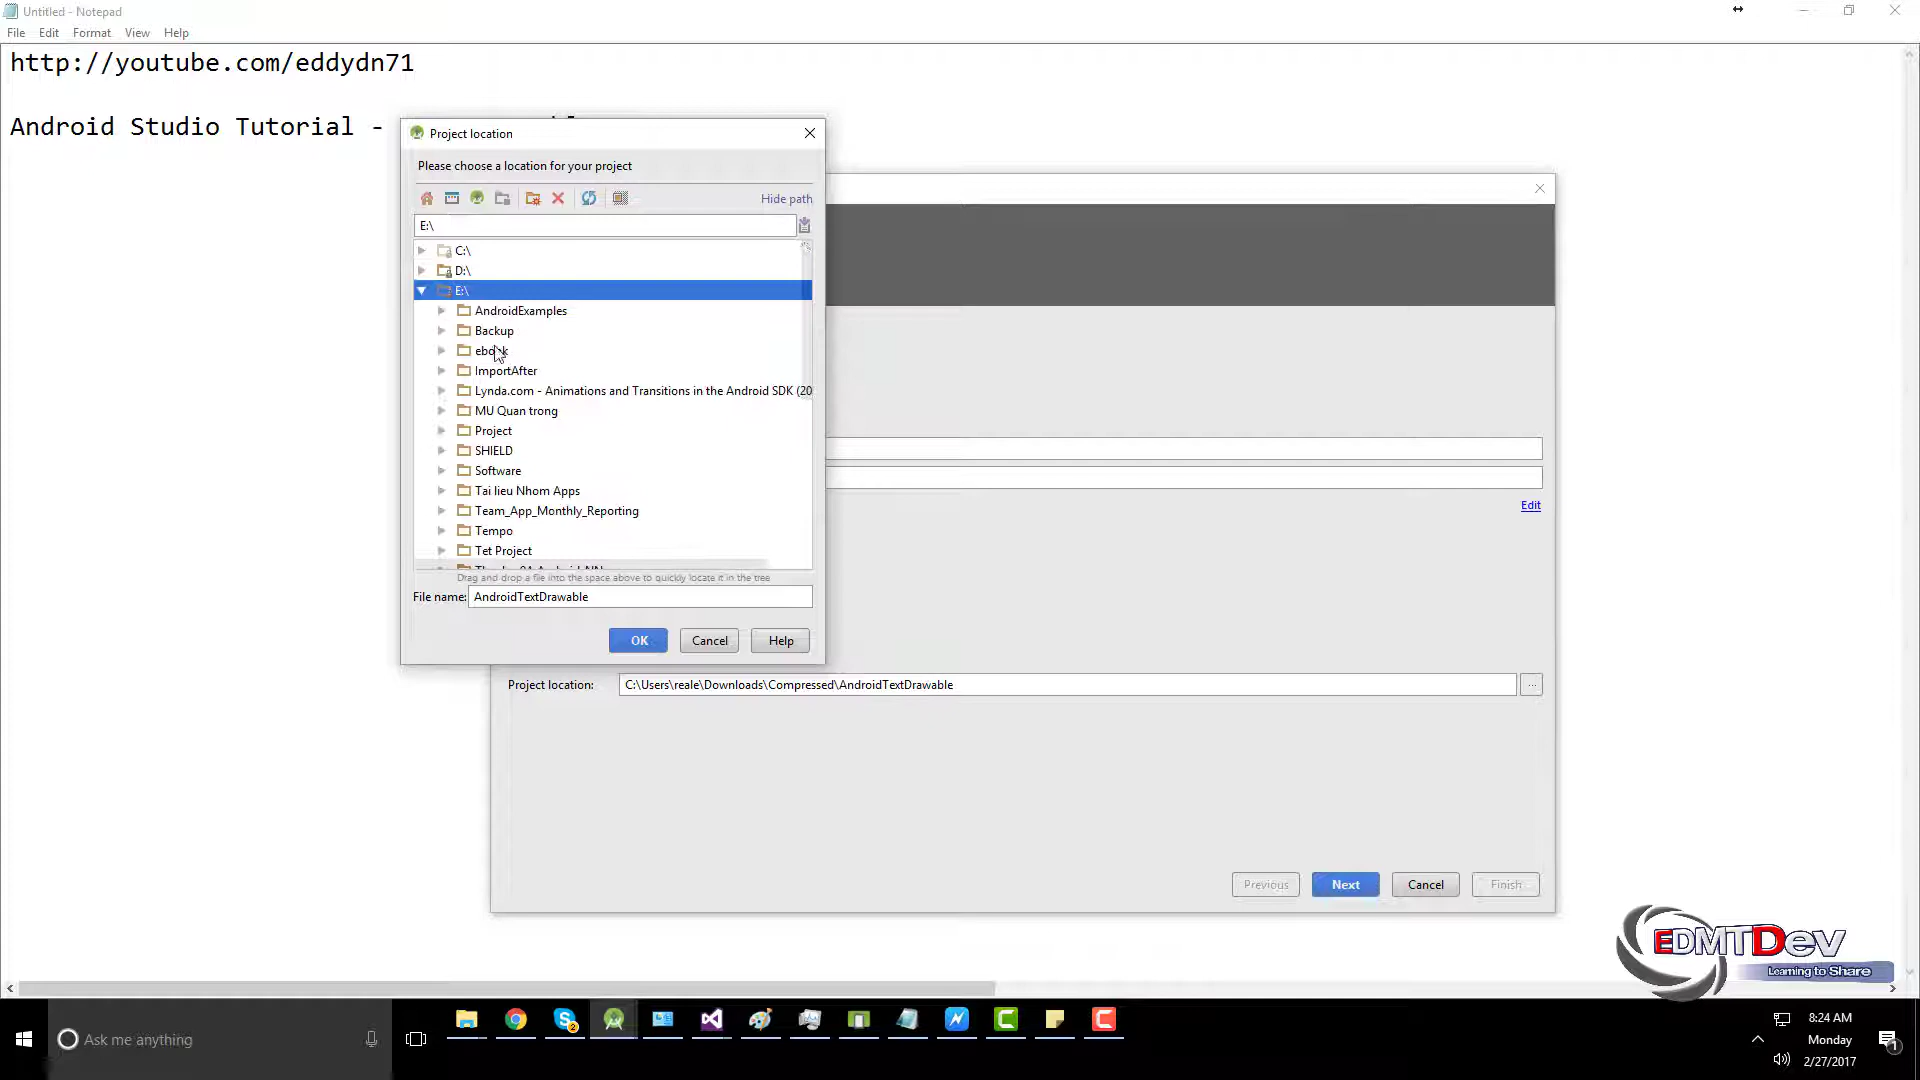 Untitled - Notepad
File Edit Format View Help
http://youtube.com/eddydn71
Android Studio Tutorial -
Project location
Please choose a location for your project
Hide path
E:\
C:\
D:\
E:\
AndroidExamples
Backup
ebook
ImportAfter
Lynda.com - Animations and Transitions in the Android SDK (20
MU Quan trong
Project
SHIELD
Software
Tai lieu Nhom Apps
Team_App_Monthly_Reporting
Tempo
Tet Project
Drag and drop a file into the space above to quickly locate it in the tree
File name: AndroidTextDrawable
OK Cancel Help
Edit
Project location: C:\Users\reale\Downloads\Compressed\AndroidTextDrawable ...
Previous Next Cancel Finish
EDMTDev
Learning to Share
Ask me anything
2
8:24 AM
Monday
2/27/2017
1